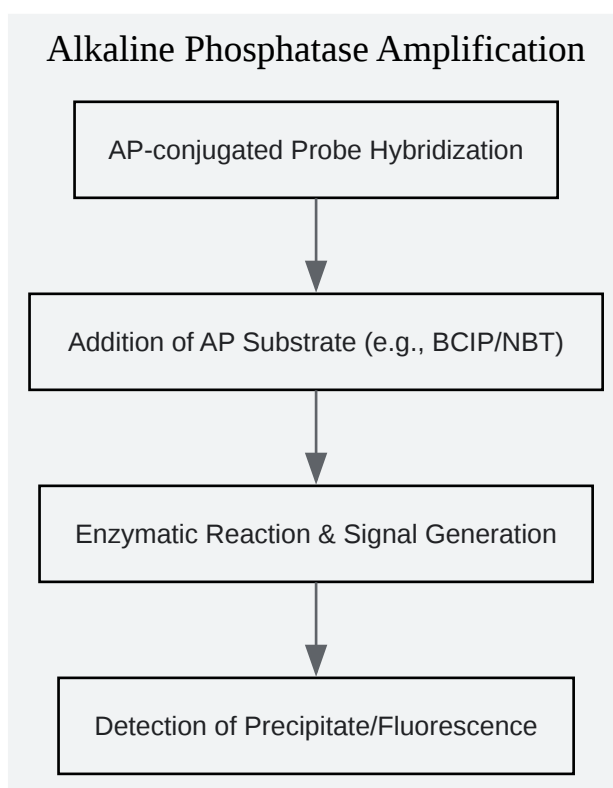 Alkaline Phosphatase Amplification
AP-conjugated Probe Hybridization
Addition of AP Substrate (e.g., BCIP/NBT)
Enzymatic Reaction & Signal Generation
Detection of Precipitate/Fluorescence